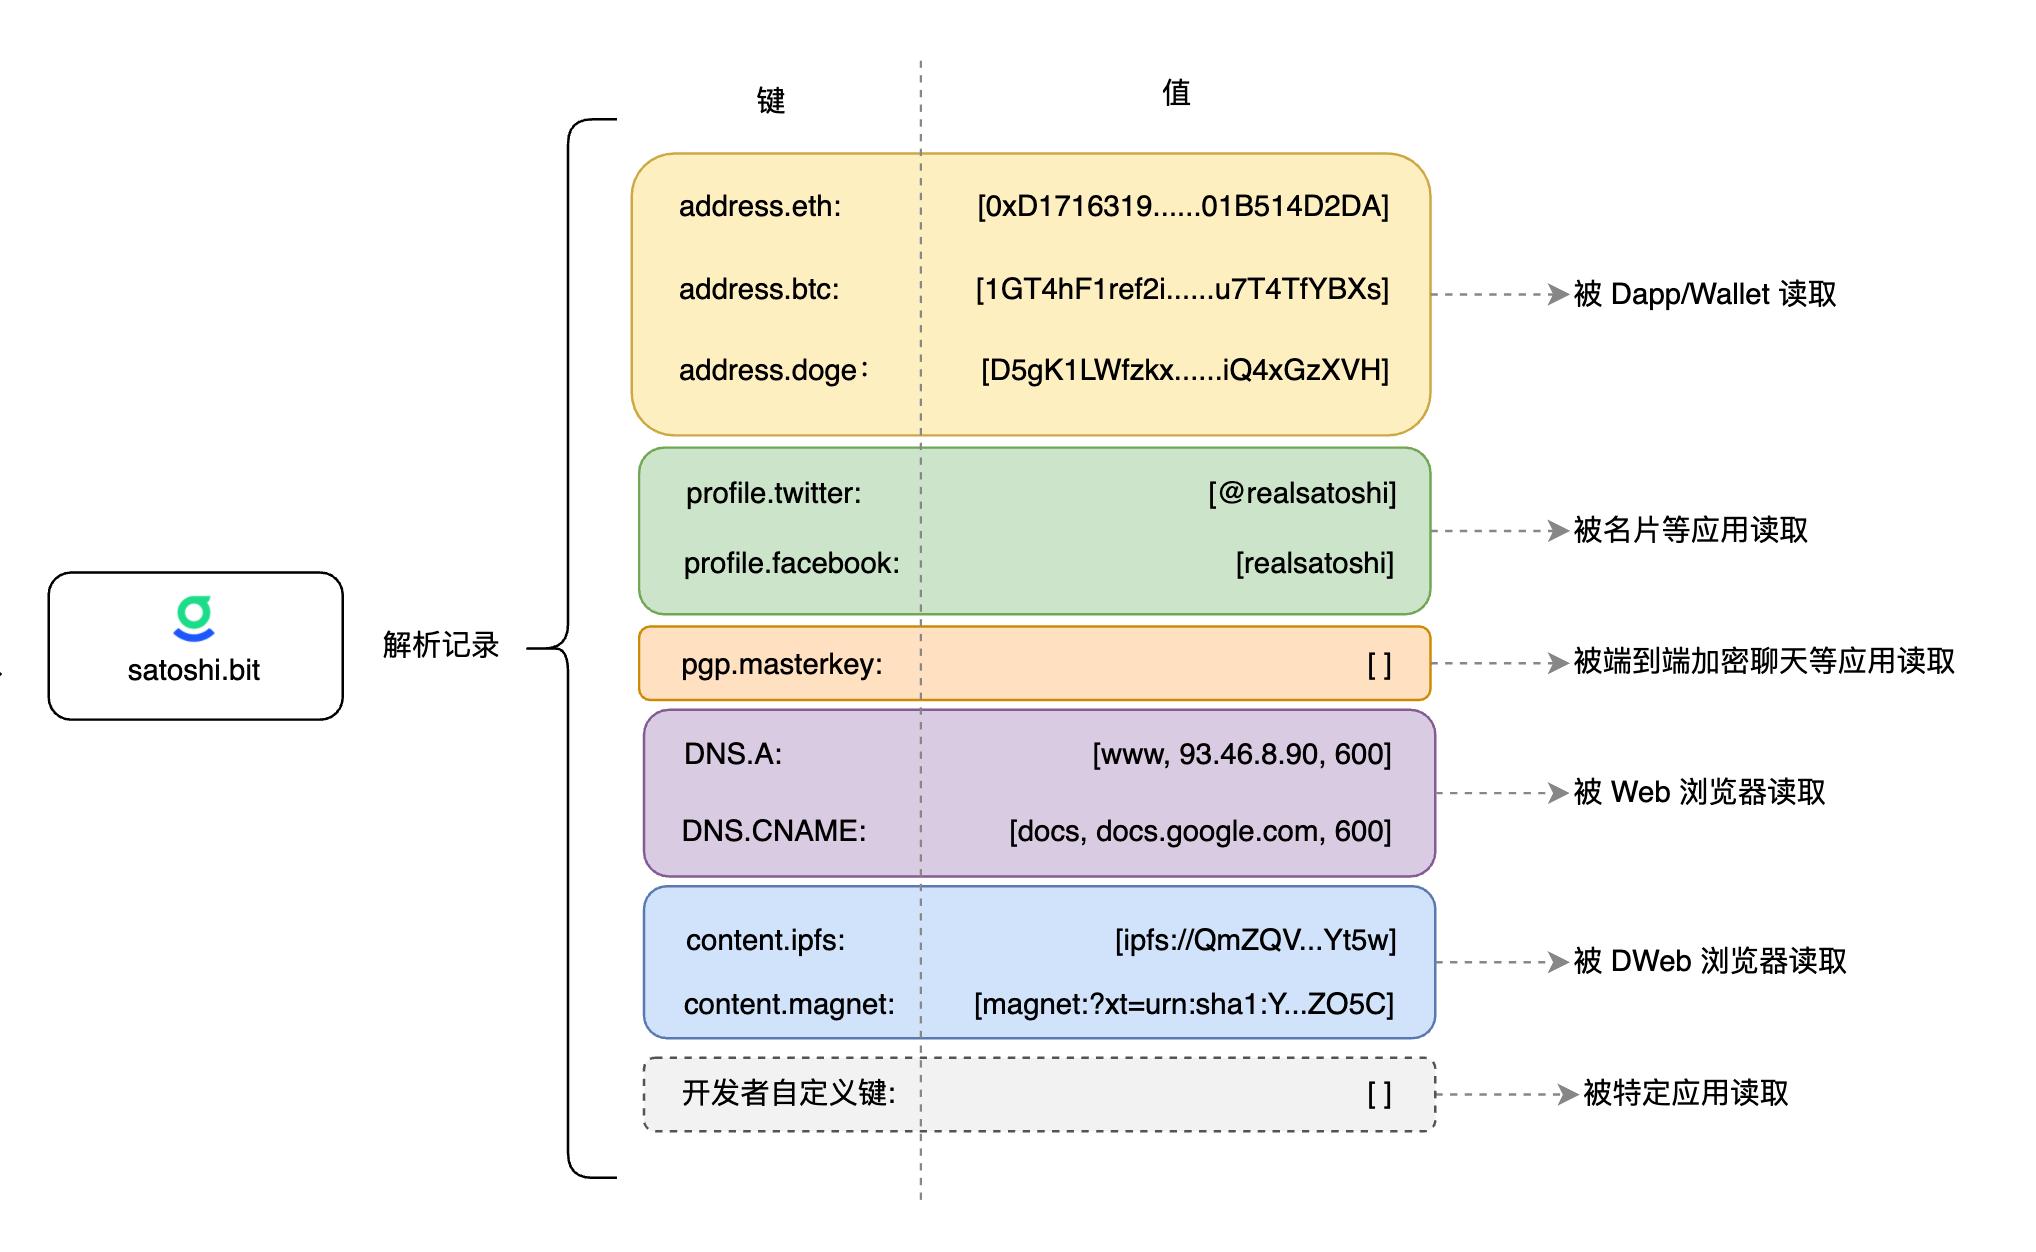 键 值
address.eth: [0xD1716319......01B514D2DA]
address.btc: [1GT4hF1ref2i......u7T4TfYBXs]
被 Dapp/Wallet 读取
address.doge： [D5gK1LWfzkx......iQ4xGzXVH]
profile.twitter: [@realsatoshi]
被名片等应用读取
profile.facebook: [realsatoshi]
satoshi.bit
解析记录
pgp.masterkey: [ ]
被端到端加密聊天等应用读取
DNS.A: [www, 93.46.8.90, 600]
被 Web 浏览器读取
DNS.CNAME: [docs, docs.google.com, 600]
content.ipfs: [ipfs://QmZQV...Yt5w]
被 DWeb 浏览器读取
content.magnet: [magnet:?xt=urn:sha1:Y...ZO5C]
开发者自定义键: [ ]
被特定应用读取